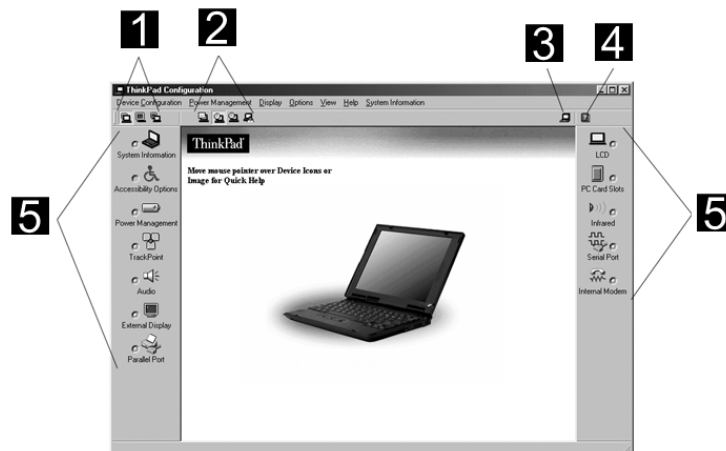 1 2 3 4
ThinkPad Configuration
Device Configuration Power Management Display Options View Help System Information
ThinkPad
Move mouse pointer over Device Icons or
Image for Quick Help
5
System Information
Accessibility Options
Power Management
TrackPoint
Audio
External Display
Parallel Port
LCD
PC Card Slots
Infrared
Serial Port
Internal Modem
5